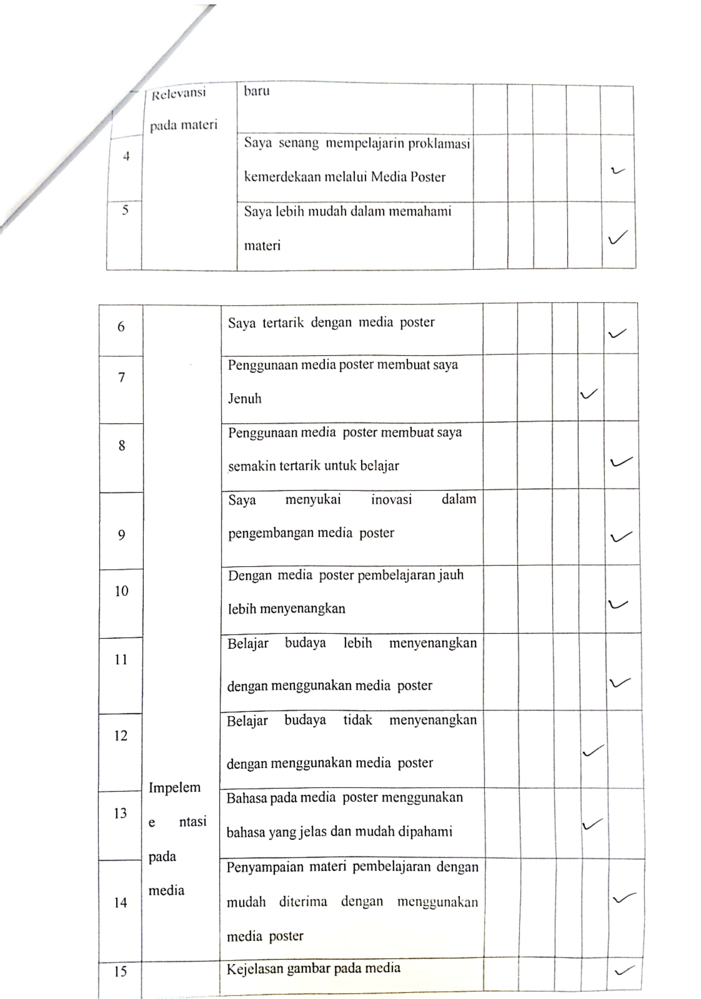 Relevansi
pada materi
baru
4
Saya senang mempelajarin proklamasi
kemerdekaan melalui Media Poster
✓
5
Saya lebih mudah dalam memahami
materi
✓
6
Saya tertarik dengan media poster
✓
7
Penggunaan media poster membuat saya
Jenuh
✓
8
Penggunaan media poster membuat saya
semakin tertarik untuk belajar
✓
9
Saya menyukai inovasi dalam
pengembangan media poster
✓
10
Dengan media poster pembelajaran jauh
lebih menyenangkan
✓
11
Belajar budaya lebih menyenangkan
dengan menggunakan media poster
✓
12
Belajar budaya tidak menyenangkan
dengan menggunakan media poster
✓
Impelem
e ntasi
pada
media
13
Bahasa pada media poster menggunakan
bahasa yang jelas dan mudah dipahami
✓
14
Penyampaian materi pembelajaran dengan
mudah diterima dengan menggunakan
media poster
✓
15
Kejelasan gambar pada media
✓